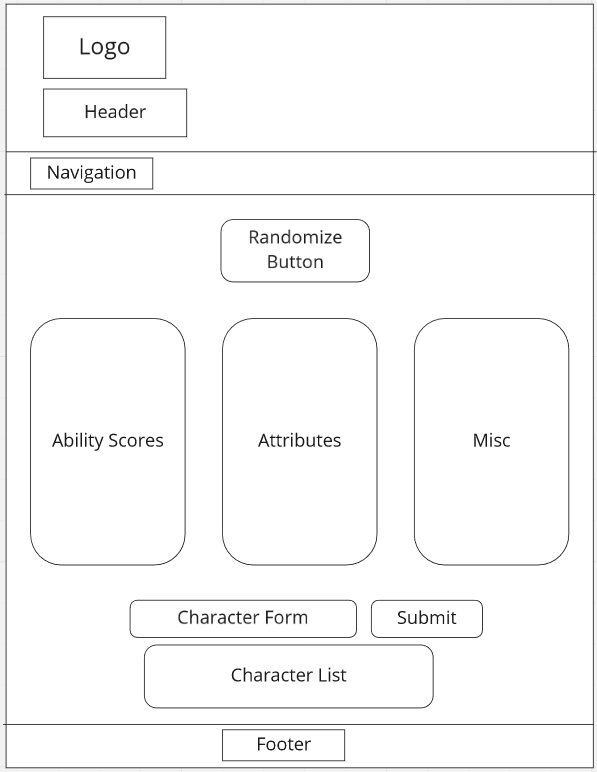 Logo
Header
Navigation
Randomize
Button
Ability Scores
Attributes
Misc
Character Form
Submit
Character List
Footer